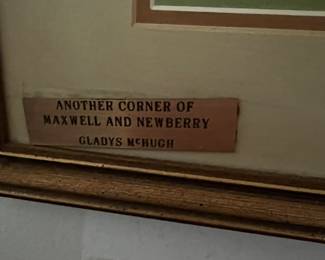 ANOTHER CORNER OF
MAXWELL AND NEWBERRY
GLADYS McHUGH